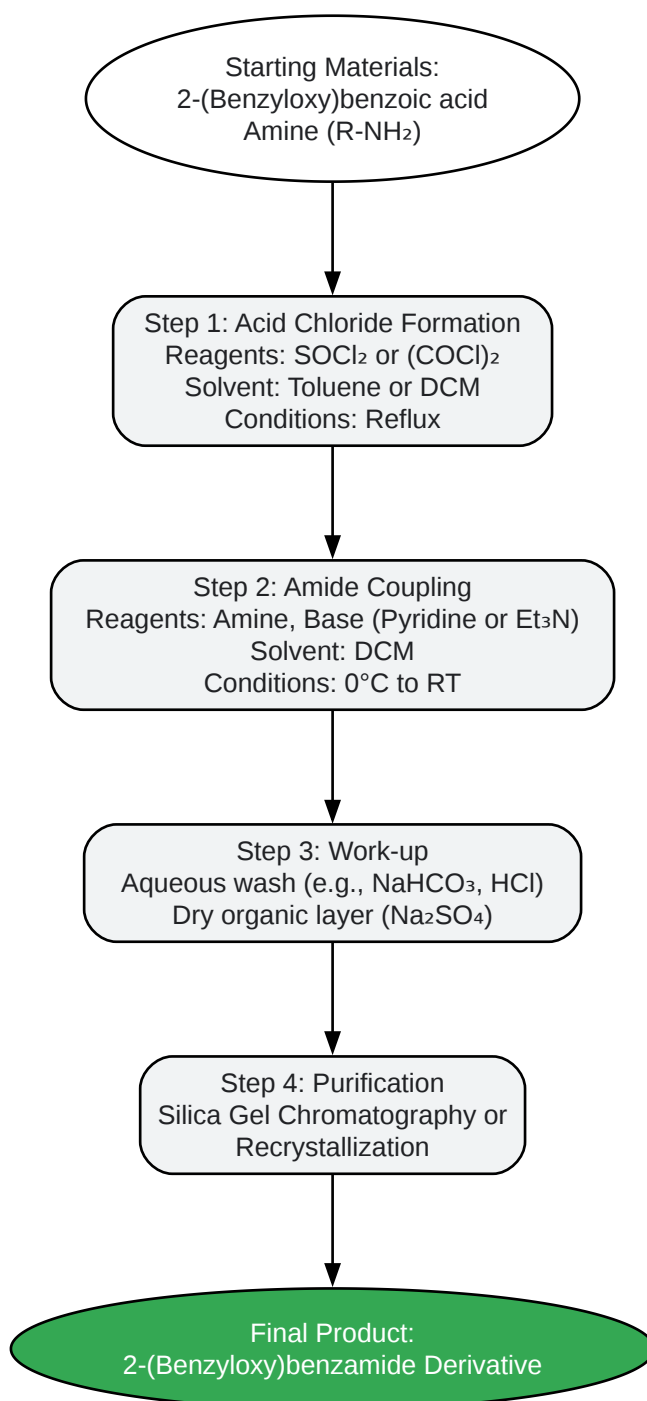 Starting Materials:
2-(Benzyloxy)benzoic acid
Amine (R-NH₂)
Step 1: Acid Chloride Formation
Reagents: SOCl₂ or (COCl)₂
Solvent: Toluene or DCM
Conditions: Reflux
Step 2: Amide Coupling
Reagents: Amine, Base (Pyridine or Et₃N)
Solvent: DCM
Conditions: 0°C to RT
Step 3: Work-up
Aqueous wash (e.g., NaHCO₃, HCl)
Dry organic layer (Na₂SO₄)
Step 4: Purification
Silica Gel Chromatography or
Recrystallization
Final Product:
2-(Benzyloxy)benzamide Derivative